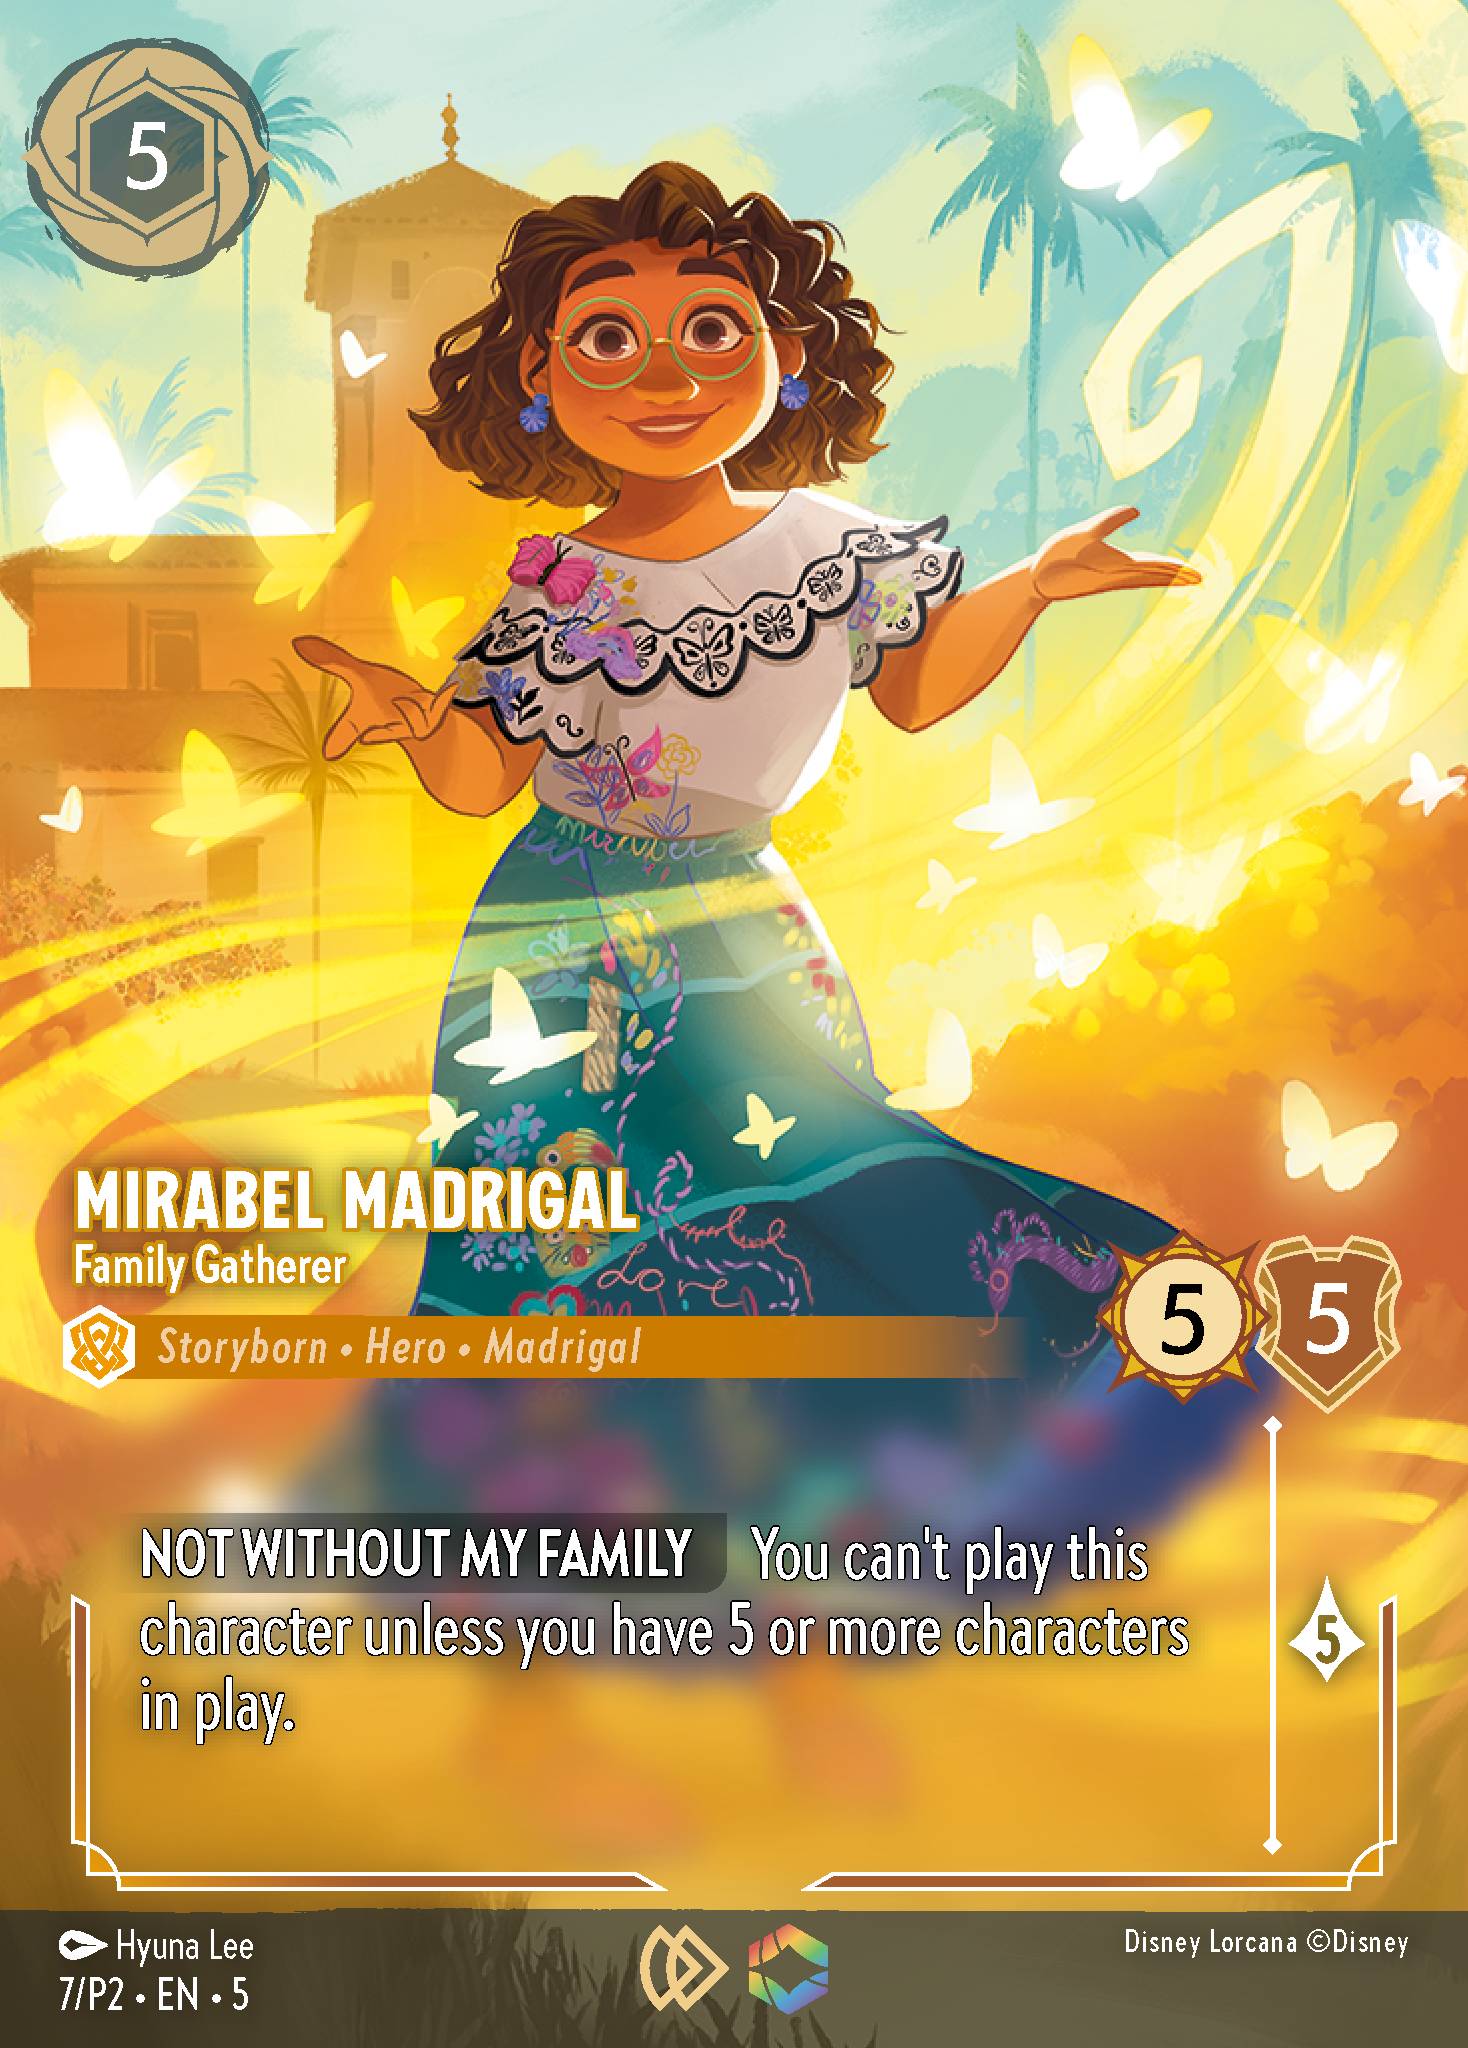 5
mirabel
MIRABEL MADRIGAL
Family Gatherer
Storyborn • Hero • Madrigal
5
5
NOT WITHOUT MY FAMILY You can't play this
character unless you have 5 or more characters
in play.
5
Hyuna Lee
7/P2 • EN • 5
Disney Lorcana ©Disney